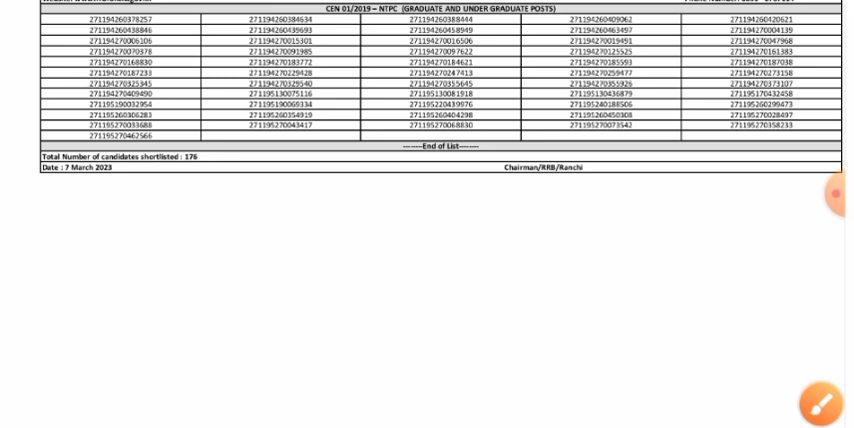 CEN 01/2019 – NTPC (GRADUATE AND UNDER GRADUATE POSTS)
271194260378257 271194260384634 271194260388444 271194260409062 271194260420621
271194260438846 271194260439693 271194260458949 271194260463497 271194270004139
271194270006106 271194270015301 271194270016506 271194270019491 271194270047968
271194270070378 271194270091985 271194270097622 271194270125525 271194270161383
271194270168830 271194270183772 271194270184621 271194270185593 271194270187038
271194270187233 271194270229428 271194270247413 271194270259477 271194270273158
271194270325345 271194270329540 271194270355645 271194270355926 271194270373107
271194270409490 271195130075116 271195130081918 271195130436879 271195170432458
271195190032954 271195190069334 271195220439976 271195240188506 271195260299473
271195260306283 271195260354919 271195260404298 271195260450308 271195270028497
271195270033688 271195270043417 271195270068830 271195270073542 271195270358233
271195270462566
-------End of List-------
Total Number of candidates shortlisted : 176
Date : 7 March 2023 Chairman/RRB/Ranchi